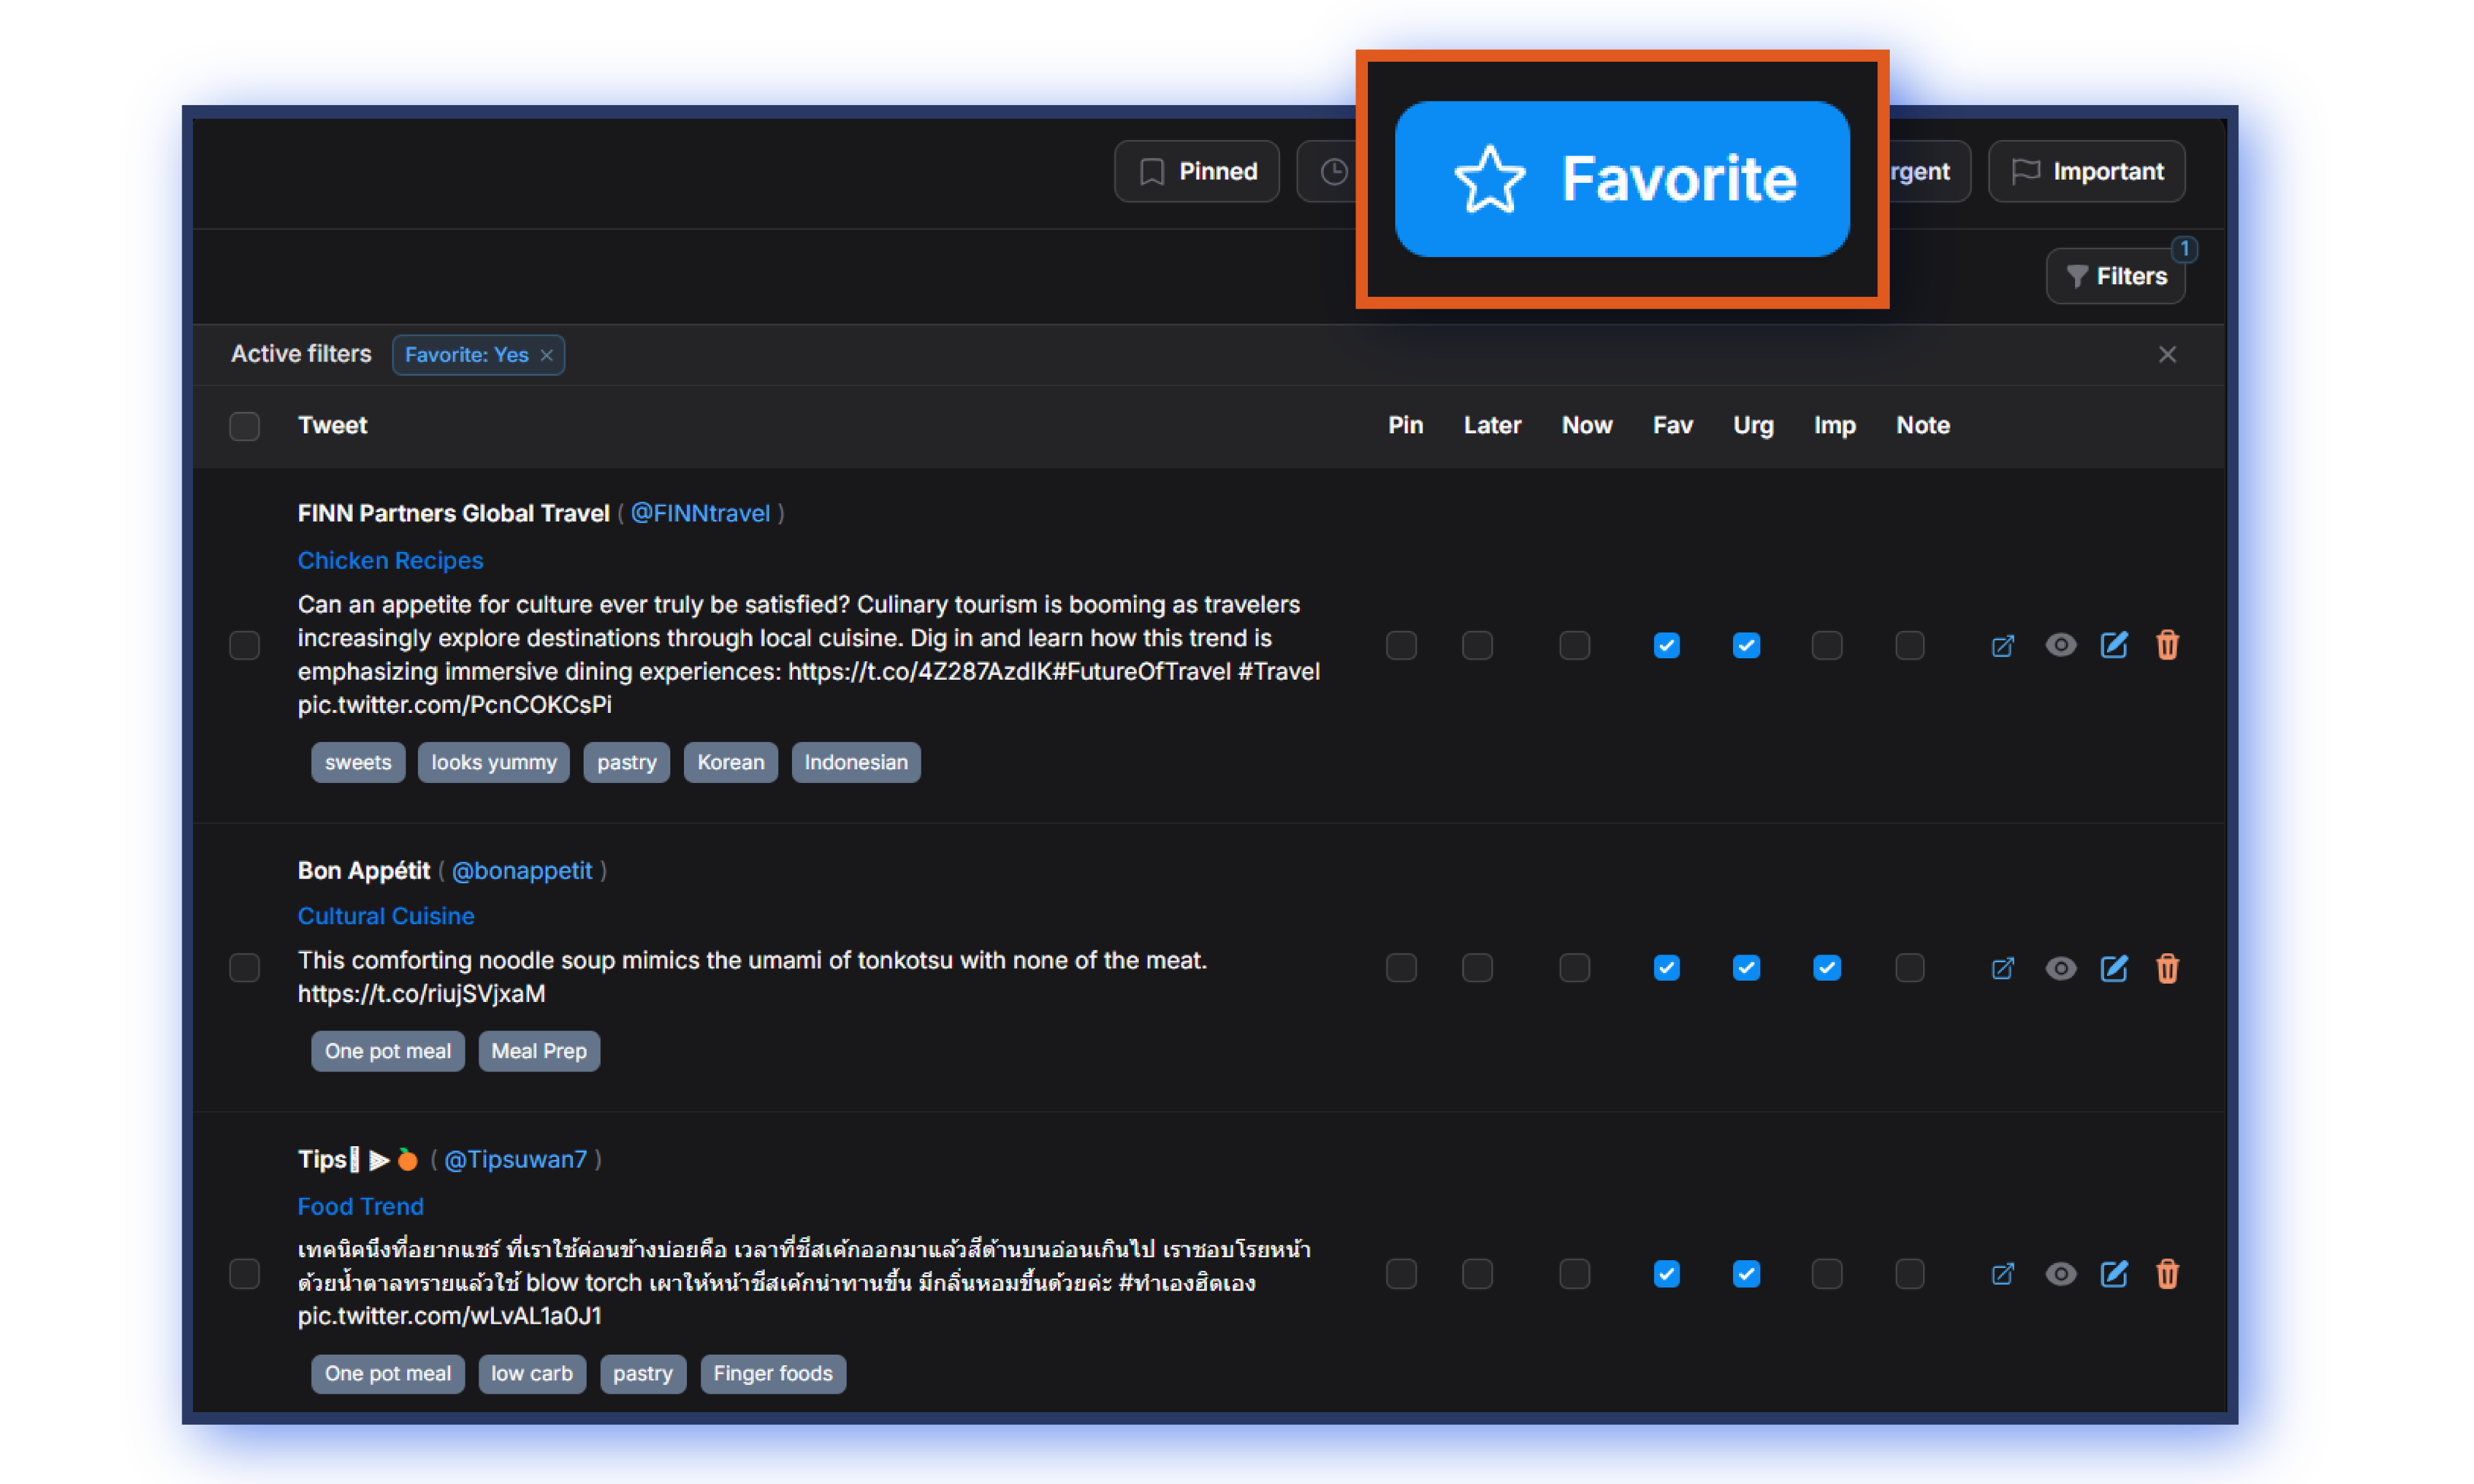 Pinned
Favorite
rgent
Important
Filters
1
Active filters
Favorite: Yes
Tweet Pin Later Now Fav Urg Imp Note
FINN Partners Global Travel ( @FINNtravel )
Chicken Recipes
Can an appetite for culture ever truly be satisfied? Culinary tourism is booming as travelers
increasingly explore destinations through local cuisine. Dig in and learn how this trend is
emphasizing immersive dining experiences: https://t.co/4Z287AzdIK#FutureOfTravel #Travel
pic.twitter.com/PcnCOKCsPi
sweets looks yummy pastry Korean Indonesian
Bon Appétit ( @bonappetit )
Cultural Cuisine
This comforting noodle soup mimics the umami of tonkotsu with none of the meat.
https://t.co/riujSVjxaM
One pot meal Meal Prep
Tips ( @Tipsuwan7 )
Food Trend
เทคนิคนึงที่อยากแชร์ ที่เราใช้ค่อนข้างบ่อยคือ เวลาที่ชีสเค้กออกมาแล้วสีด้านบนอ่อนเกินไป เราชอบโรยหน้า
ด้วยน้ำตาลทรายแล้วใช้ blow torch เผาให้หน้าชีสเค้กน่าทานขึ้น มีกลิ่นหอมขึ้นด้วยค่ะ #ทำเองฮิตเอง
pic.twitter.com/wLvAL1a0J1
One pot meal low carb pastry Finger foods